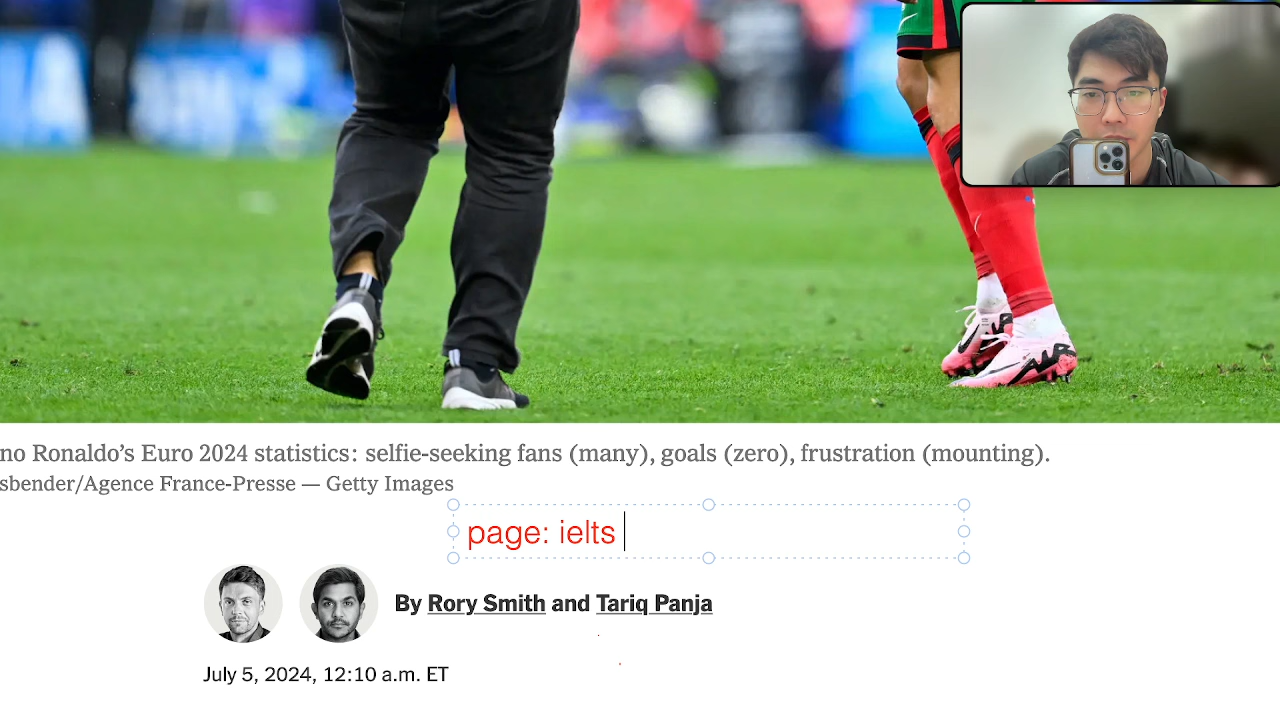 no Ronaldo’s Euro 2024 statistics: selfie-seeking fans (many), goals (zero), frustration (mounting).
sbender/Agence France-Presse — Getty Images
page: ielts
By Rory Smith and Tariq Panja
July 5, 2024, 12:10 a.m. ET